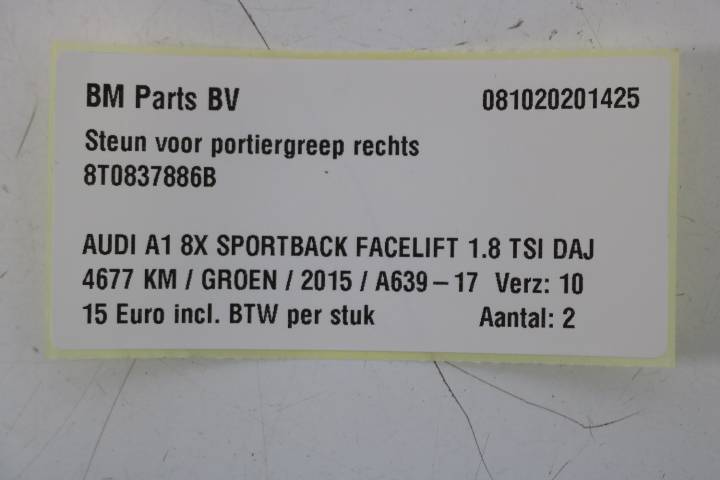 BM Parts BV 081020201425
Steun voor portiergreep rechts
8T0837886B
AUDI A1 8X SPORTBACK FACELIFT 1.8 TSI DAJ
4677 KM / GROEN / 2015 / A639 – 17 Verz: 10
15 Euro incl. BTW per stuk Aantal: 2